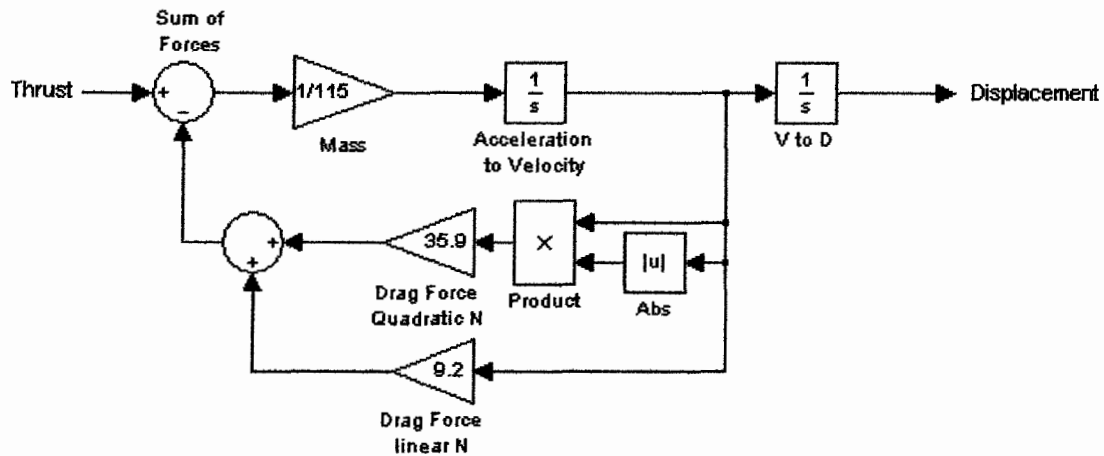 Sum of
Forces
Thrust
+
−
1/115
Mass
1
s
Acceleration
to Velocity
1
s
V to D
Displacement
+
+
35.9
Drag Force
Quadratic N
×
Product
|u|
Abs
9.2
Drag Force
linear N